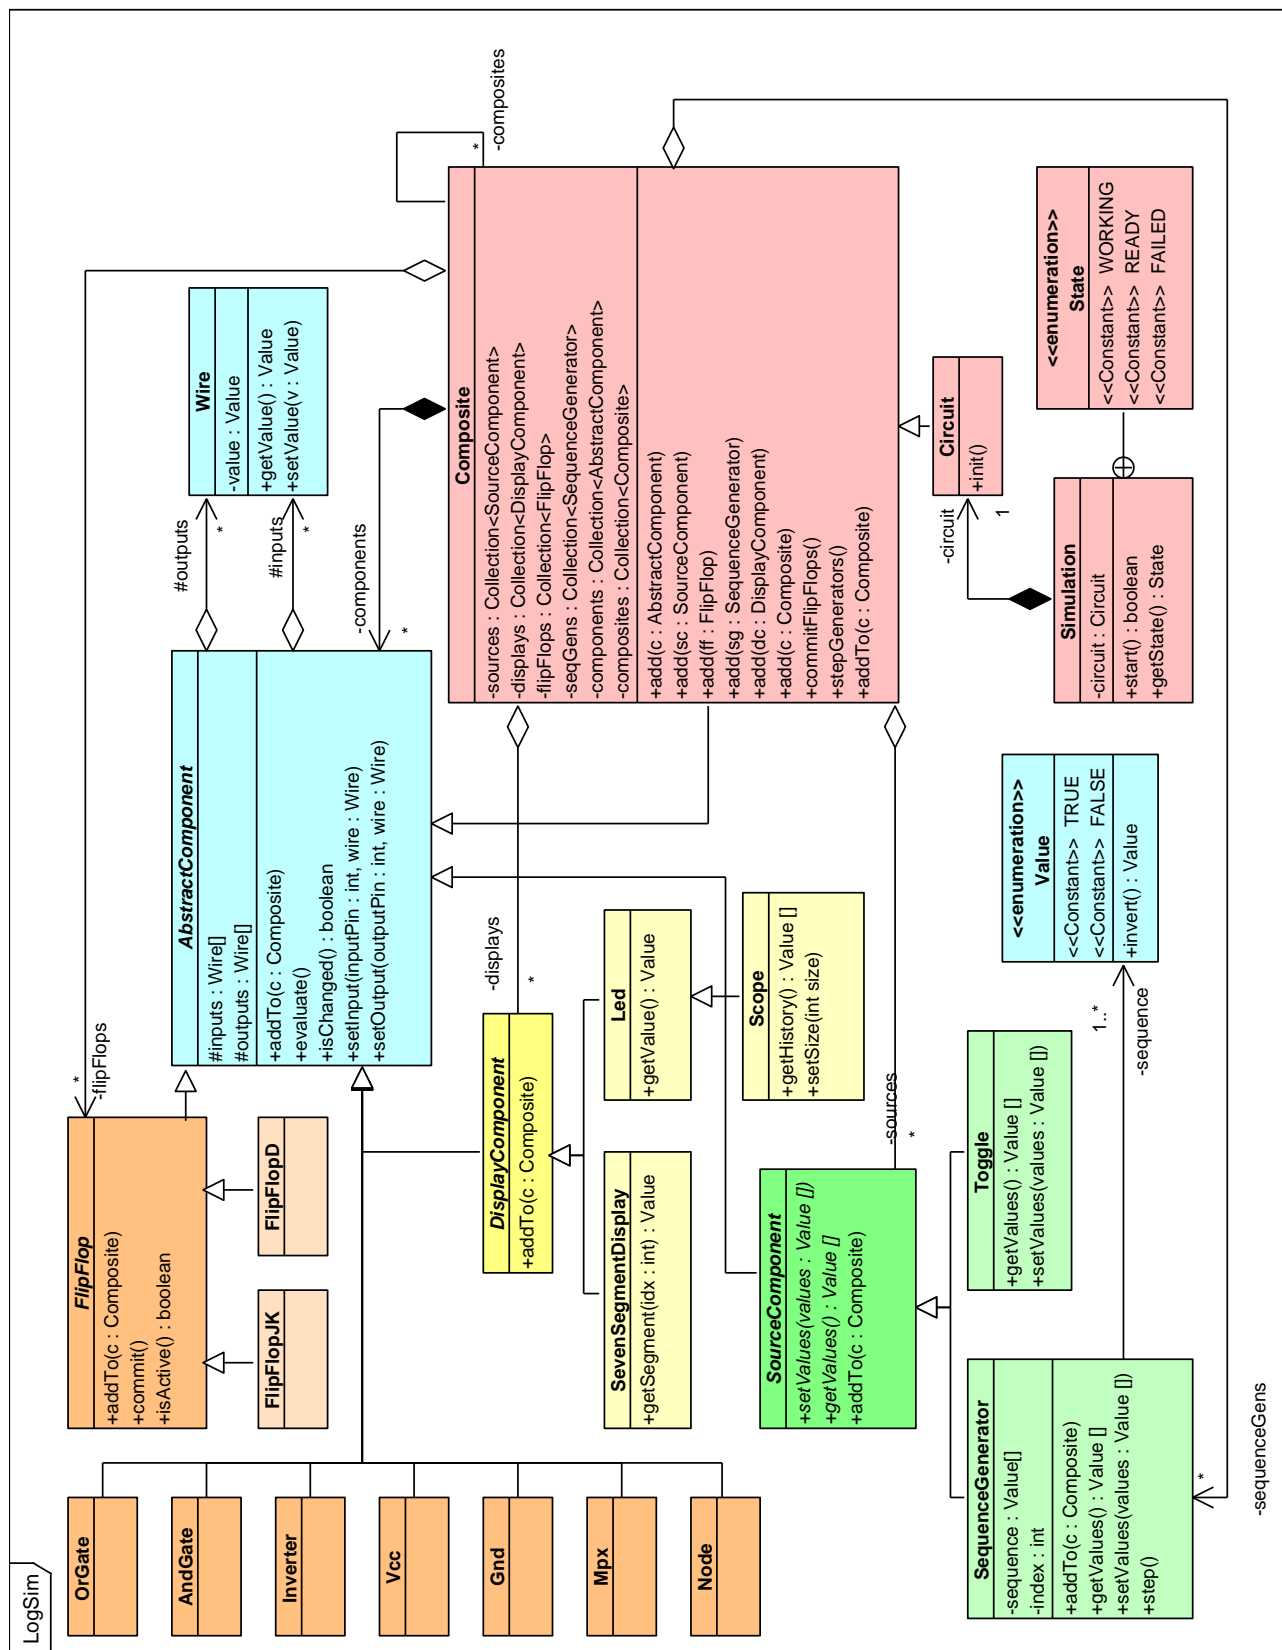 LogSim
OrGate
AndGate
Inverter
Vcc
Gnd
Mpx
Node
FlipFlop
+addTo(c : Composite)
+commit()
+isActive() : boolean
FlipFlopJK
FlipFlopD
*
-flipFlops
AbstractComponent
#inputs : Wire[]
#outputs : Wire[]
+addTo(c : Composite)
+evaluate()
+isChanged() : boolean
+setInput(inputPin : int, wire : Wire)
+setOutput(outputPin : int, wire : Wire)
#outputs
*
#inputs
*
Wire
-value : Value
+getValue() : Value
+setValue(v : Value)
-components
*
-composites
*
Composite
-sources : Collection<SourceComponent>
-displays : Collection<DisplayComponent>
-flipFlops : Collection<FlipFlop>
-seqGens : Collection<SequenceGenerator>
-components : Collection<AbstractComponent>
-composites : Collection<Composite>
+add(c : AbstractComponent)
+add(sc : SourceComponent)
+add(ff : FlipFlop)
+add(sg : SequenceGenerator)
+add(dc : DisplayComponent)
+add(c : Composite)
+commitFlipFlops()
+stepGenerators()
+addTo(c : Composite)
-displays
*
DisplayComponent
+addTo(c : Composite)
SevenSegmentDisplay
+getSegment(idx : int) : Value
Led
+getValue() : Value
Scope
+getHistory() : Value []
+setSize(int size)
-sources
*
SourceComponent
+setValues(values : Value [])
+getValues() : Value []
+addTo(c : Composite)
SequenceGenerator
-sequence : Value[]
-index : int
+addTo(c : Composite)
+getValues() : Value []
+setValues(values : Value [])
+step()
Toggle
+getValues() : Value []
+setValues(values : Value [])
1..*
-sequence
<<enumeration>>
Value
<<Constant>> TRUE
<<Constant>> FALSE
+invert() : Value
Circuit
+init()
-circuit
1
Simulation
-circuit : Circuit
+start() : boolean
+getState() : State
<<enumeration>>
State
<<Constant>> WORKING
<<Constant>> READY
<<Constant>> FAILED
*
-sequenceGens